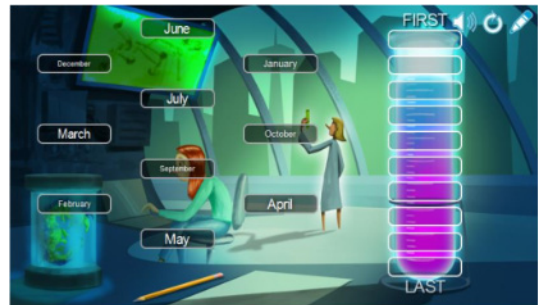 FIRST
June
December
January
July
March
October
September
February
April
May
LAST